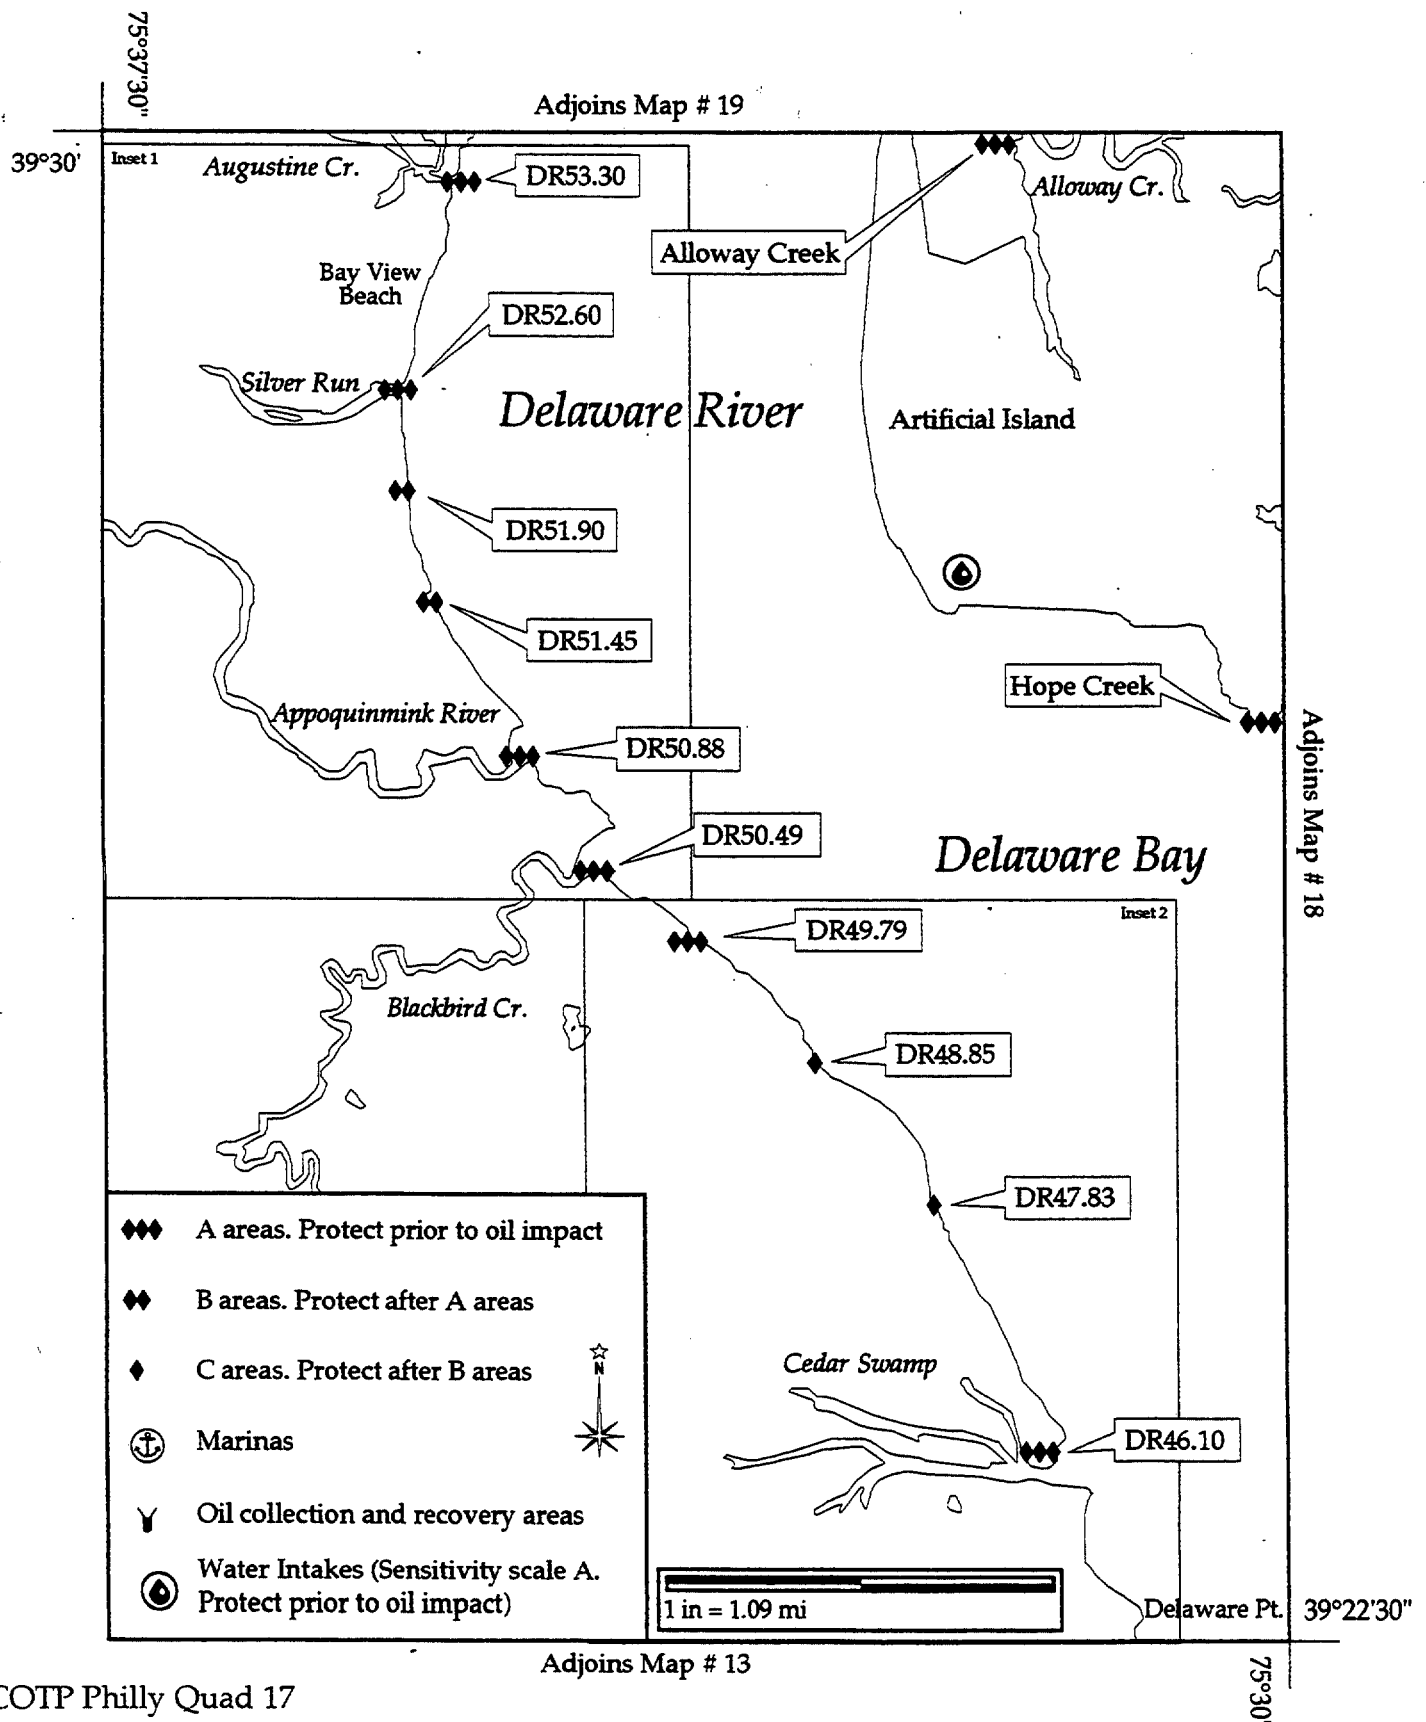 75°37'30"
Adjoins Map # 19
39°30'
Inset 1
Augustine Cr.
DR53.30
Alloway Cr.
Alloway Creek
Bay View
Beach
DR52.60
Silver Run
Delaware River
Artificial Island
DR51.90
DR51.45
Hope Creek
Appoquinmink River
DR50.88
Adjoins Map # 18
DR50.49
Delaware Bay
Inset 2
DR49.79
Blackbird Cr.
DR48.85
DR47.83
A areas. Protect prior to oil impact
B areas. Protect after A areas
C areas. Protect after B areas
N
Marinas
Oil collection and recovery areas
Water Intakes (Sensitivity scale A.
Protect prior to oil impact)
Cedar Swamp
DR46.10
1 in = 1.09 mi
Delaware Pt.
39°22'30"
Adjoins Map # 13
75°30'
COTP Philly Quad 17